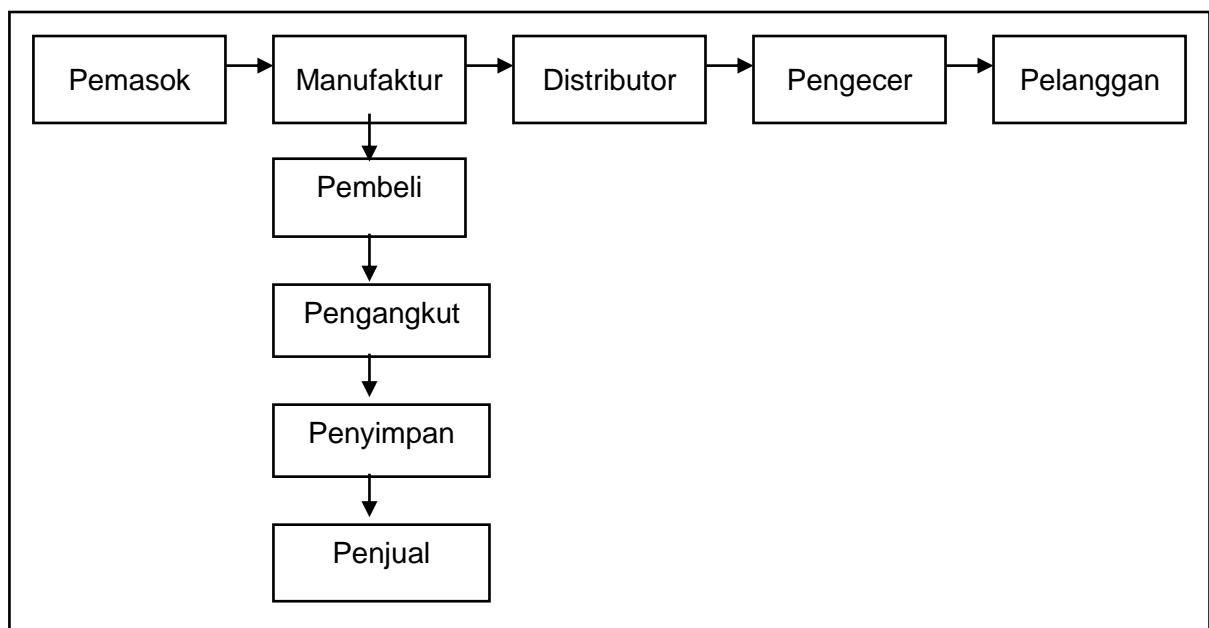 Pemasok
Manufaktur
Distributor
Pengecer
Pelanggan
Pembeli
Pengangkut
Penyimpan
Penjual